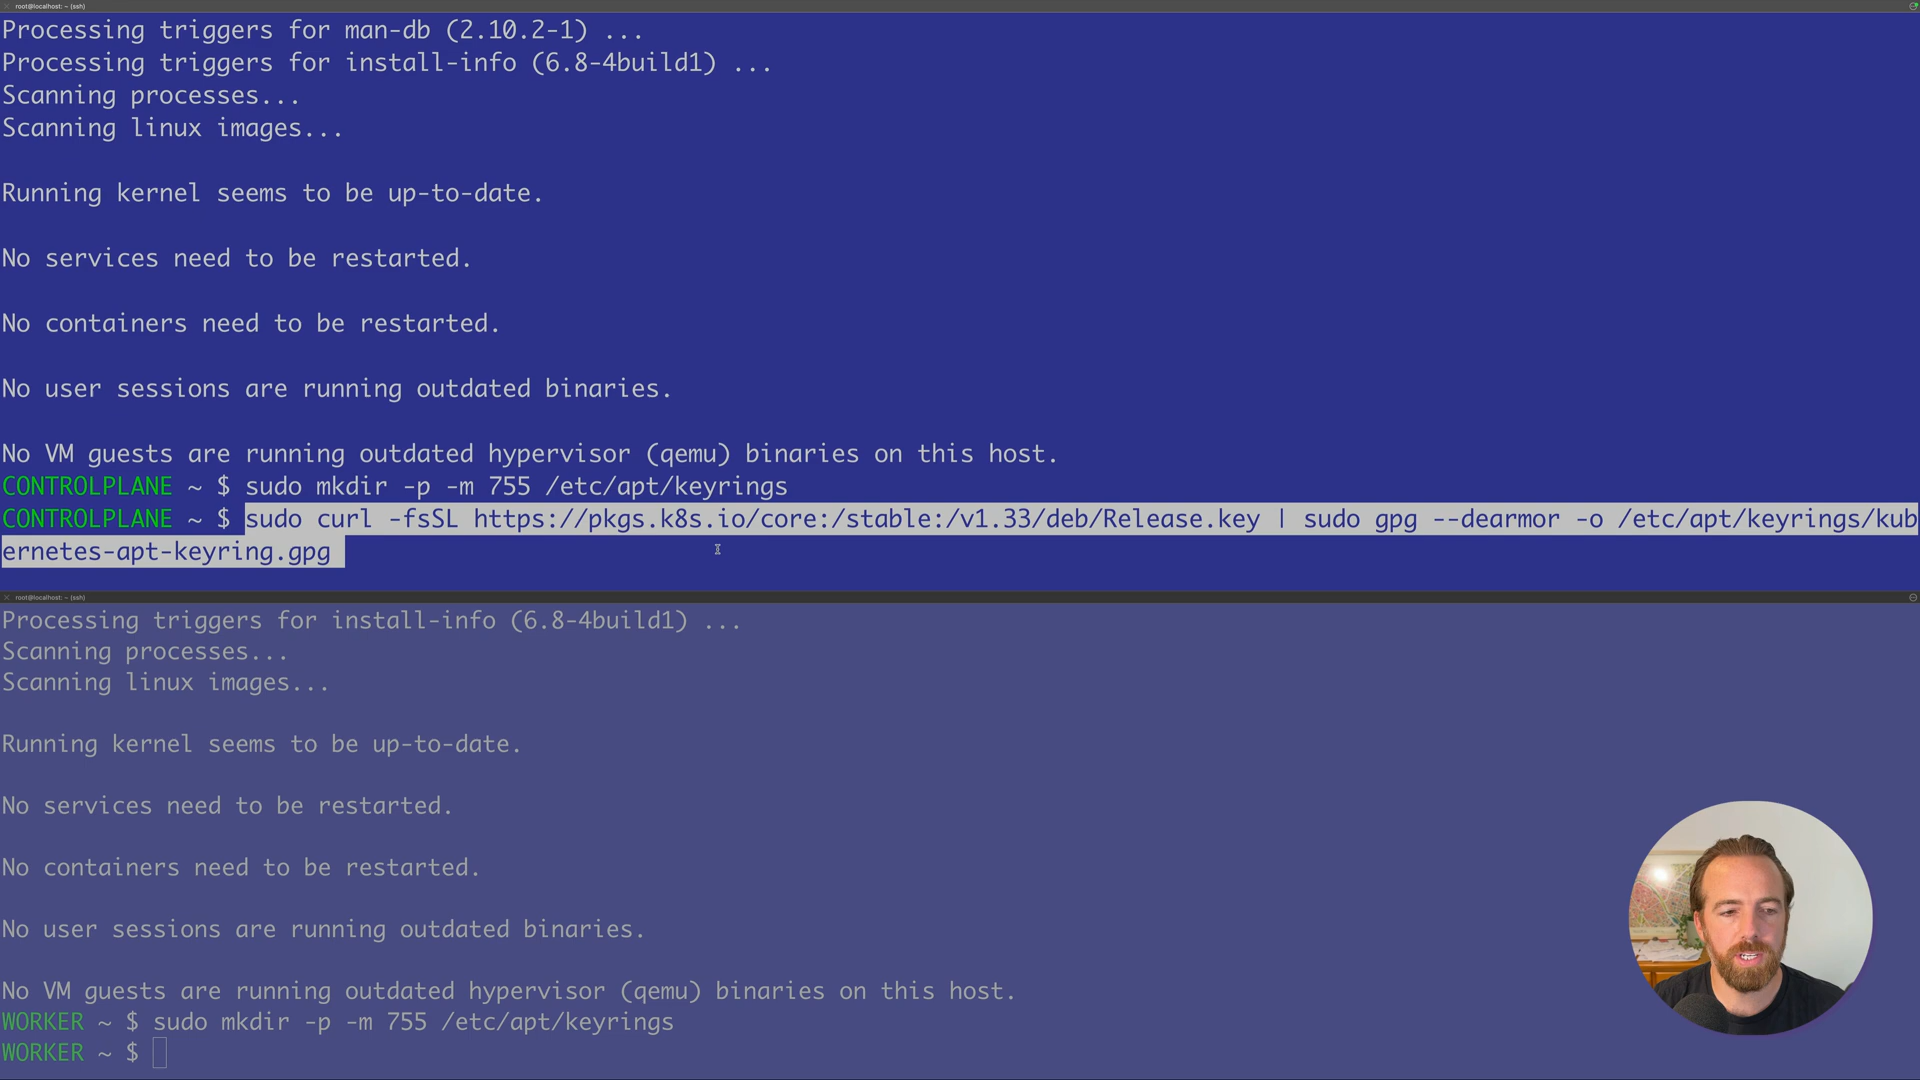 root@localhost: ~ (ssh)
Processing triggers for man-db (2.10.2-1) ...
Processing triggers for install-info (6.8-4build1) ...
Scanning processes...
Scanning linux images...
Running kernel seems to be up-to-date.
No services need to be restarted.
No containers need to be restarted.
No user sessions are running outdated binaries.
No VM guests are running outdated hypervisor (qemu) binaries on this host.
CONTROLPLANE ~ $ sudo mkdir -p -m 755 /etc/apt/keyrings
CONTROLPLANE ~ $ sudo curl -fsSL https://pkgs.k8s.io/core:/stable:/v1.33/deb/Release.key | sudo gpg --dearmor -o /etc/apt/keyrings/kub
ernetes-apt-keyring.gpg
root@localhost: ~ (ssh)
Processing triggers for install-info (6.8-4build1) ...
Scanning processes...
Scanning linux images...
Running kernel seems to be up-to-date.
No services need to be restarted.
No containers need to be restarted.
No user sessions are running outdated binaries.
No VM guests are running outdated hypervisor (qemu) binaries on this host.
WORKER ~ $ sudo mkdir -p -m 755 /etc/apt/keyrings
WORKER ~ $